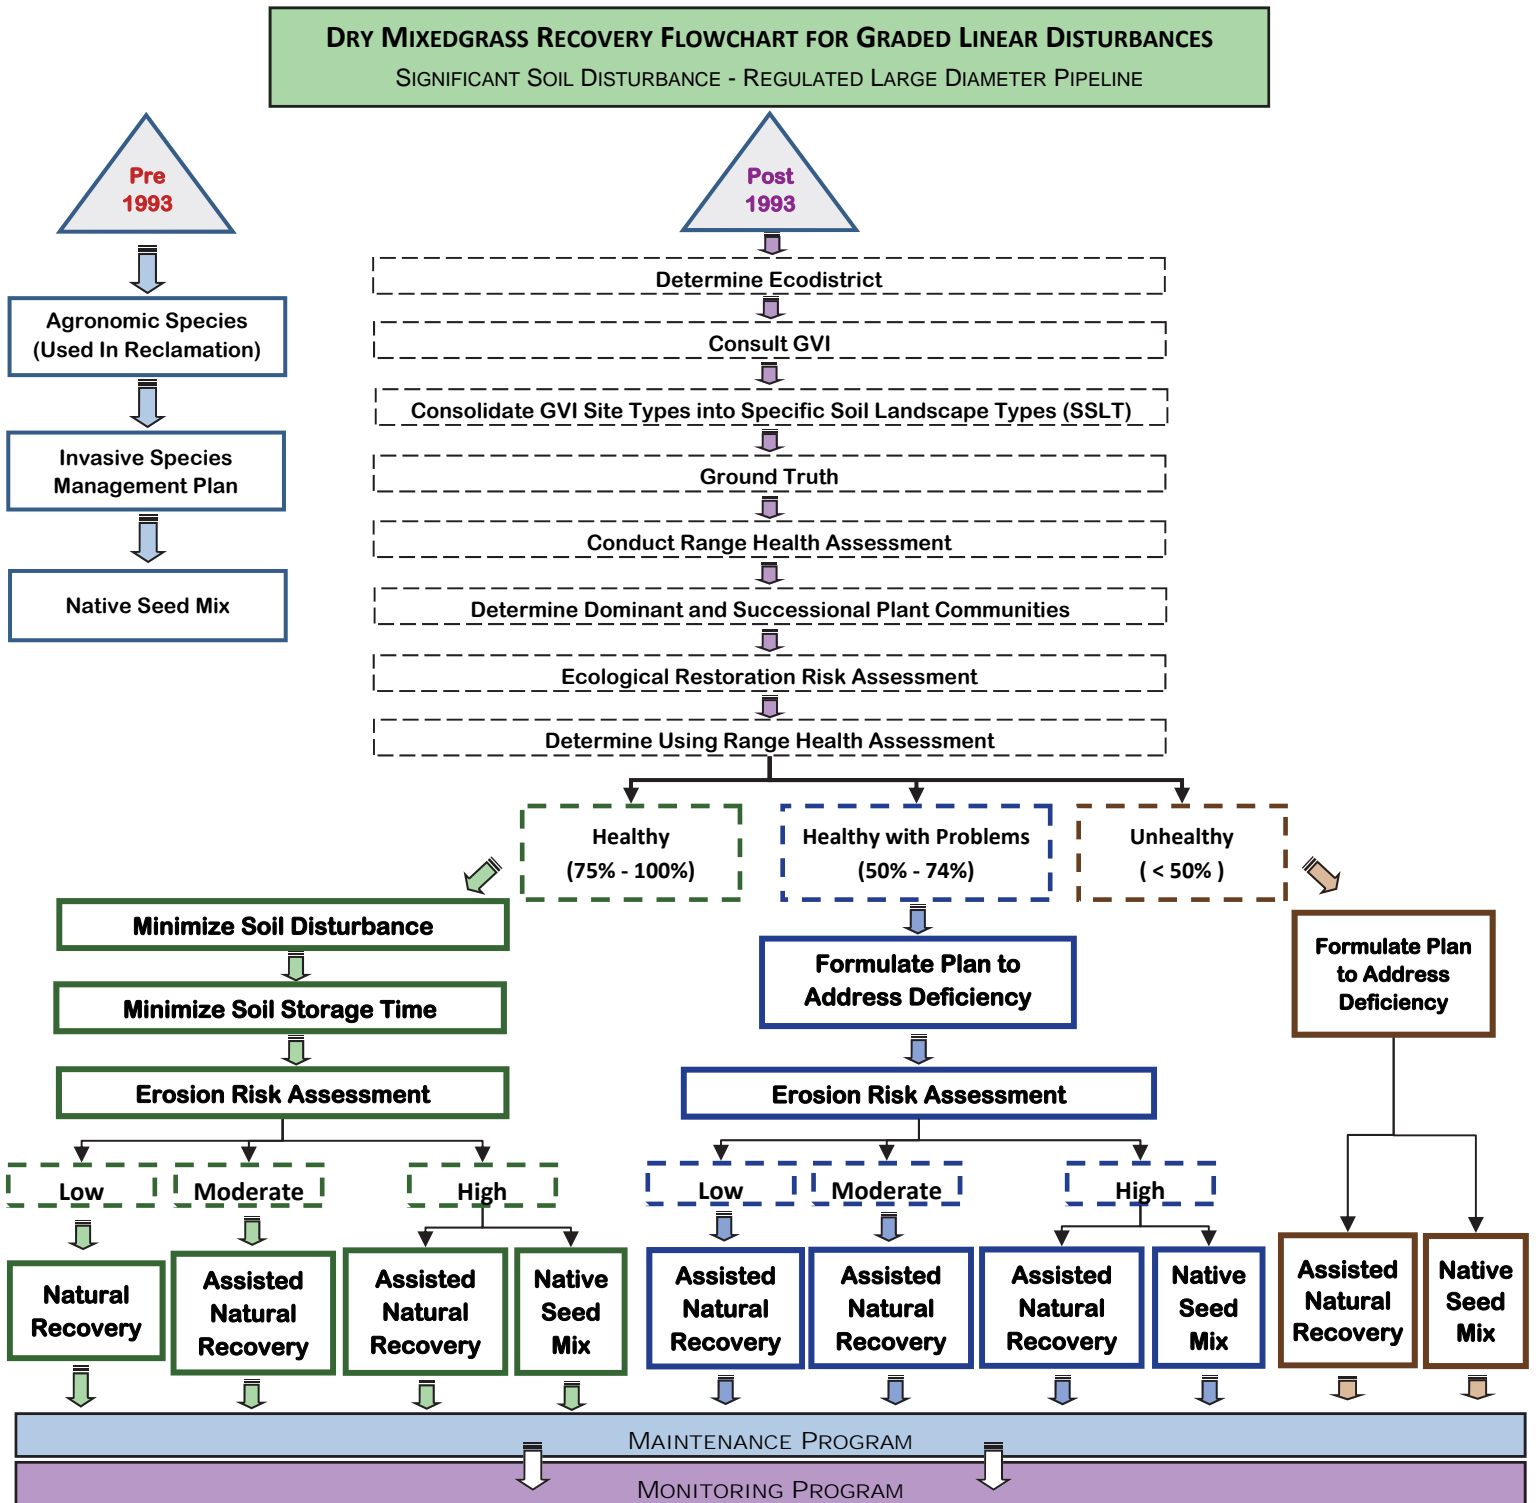 DRY MIXEDGRASS RECOVERY FLOWCHART FOR GRADED LINEAR DISTURBANCES
SIGNIFICANT SOIL DISTURBANCE - REGULATED LARGE DIAMETER PIPELINE
Pre
1993
Agronomic Species
(Used In Reclamation)
Invasive Species
Management Plan
Native Seed Mix
Post
1993
Determine Ecodistrict
Consult GVI
Consolidate GVI Site Types into Specific Soil Landscape Types (SSLT)
Ground Truth
Conduct Range Health Assessment
Determine Dominant and Successional Plant Communities
Ecological Restoration Risk Assessment
Determine Using Range Health Assessment
Healthy
(75% - 100%)
Healthy with Problems
(50% - 74%)
Unhealthy
( < 50% )
Minimize Soil Disturbance
Minimize Soil Storage Time
Erosion Risk Assessment
Low
Moderate
High
Natural
Recovery
Assisted
Natural
Recovery
Assisted
Natural
Recovery
Native
Seed
Mix
Formulate Plan to
Address Deficiency
Erosion Risk Assessment
Low
Moderate
High
Assisted
Natural
Recovery
Assisted
Natural
Recovery
Assisted
Natural
Recovery
Native
Seed
Mix
Formulate Plan
to Address
Deficiency
Assisted
Natural
Recovery
Native
Seed
Mix
MAINTENANCE PROGRAM
MONITORING PROGRAM